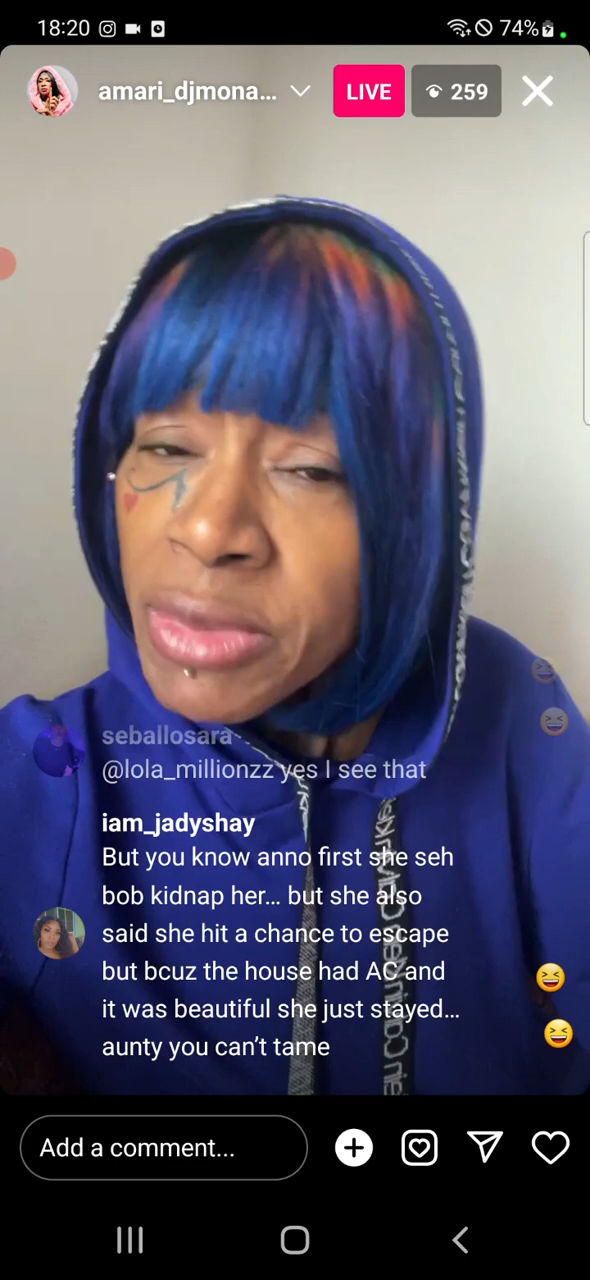 18:20
74%
amari_djmona...
LIVE
259
seballosara
@lola_millionzz yes I see that
iam_jadyshay
But you know anno first she seh
bob kidnap her... but she also
said she hit a chance to escape
but bcuz the house had AC and
it was beautiful she just stayed...
aunty you can't tame
Add a comment...